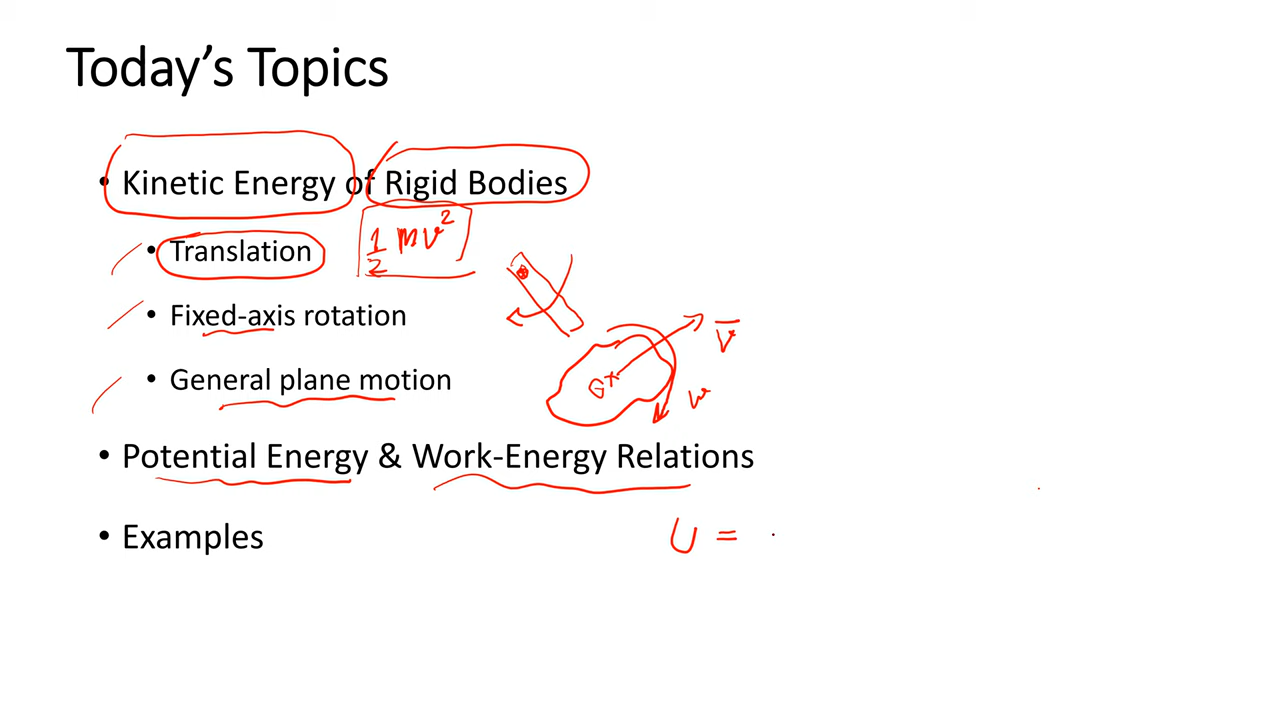 Today’s Topics
• Kinetic Energy of Rigid Bodies
• Translation
1/2 mv²
• Fixed-axis rotation
v̅
• General plane motion
G
ω
• Potential Energy & Work-Energy Relations
• Examples
U =